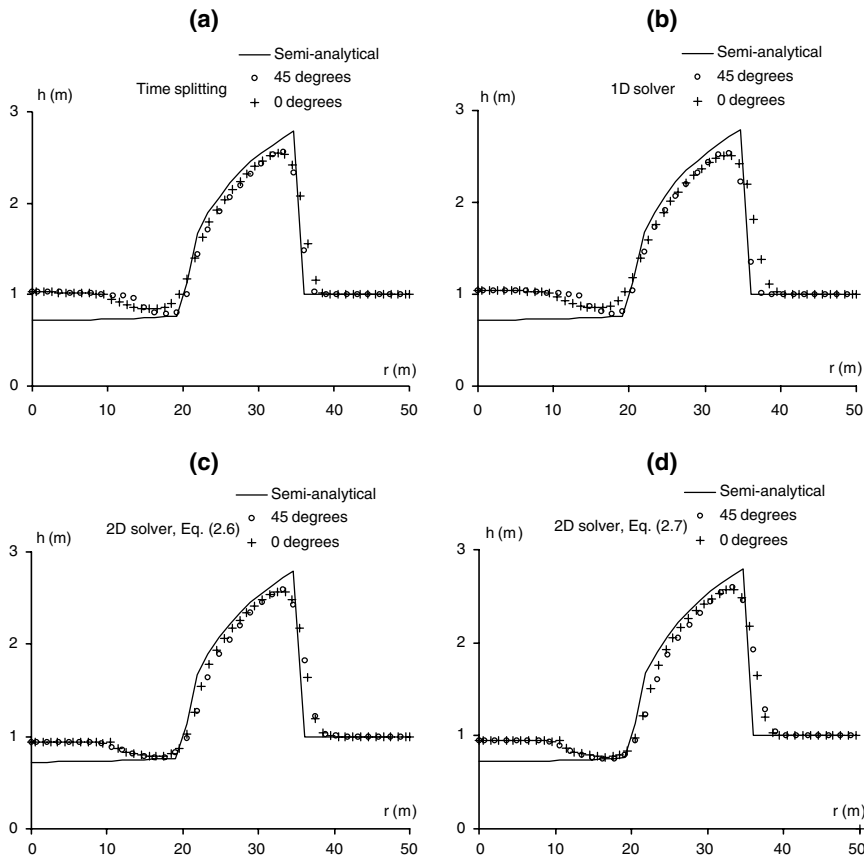 (a)
Semi-analytical
45 degrees
0 degrees
h (m)
Time splitting
3
2
1
0
r (m)
0 10 20 30 40 50
(b)
Semi-analytical
45 degrees
0 degrees
h (m)
1D solver
3
2
1
0
r (m)
0 10 20 30 40 50
(c)
Semi-analytical
45 degrees
0 degrees
h (m)
2D solver, Eq. (2.6)
3
2
1
0
r (m)
0 10 20 30 40 50
(d)
Semi-analytical
45 degrees
0 degrees
h (m)
2D solver, Eq. (2.7)
3
2
1
0
r (m)
0 10 20 30 40 50